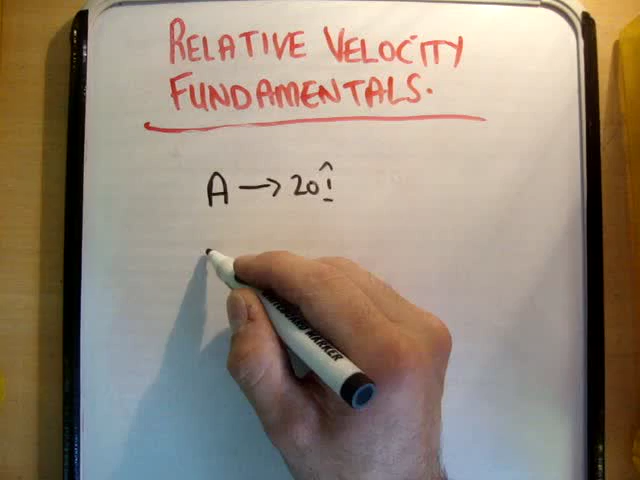 RELATIVE VELOCITY
FUNDAMENTALS.
A → 20î
WHITEBOARD MARKER